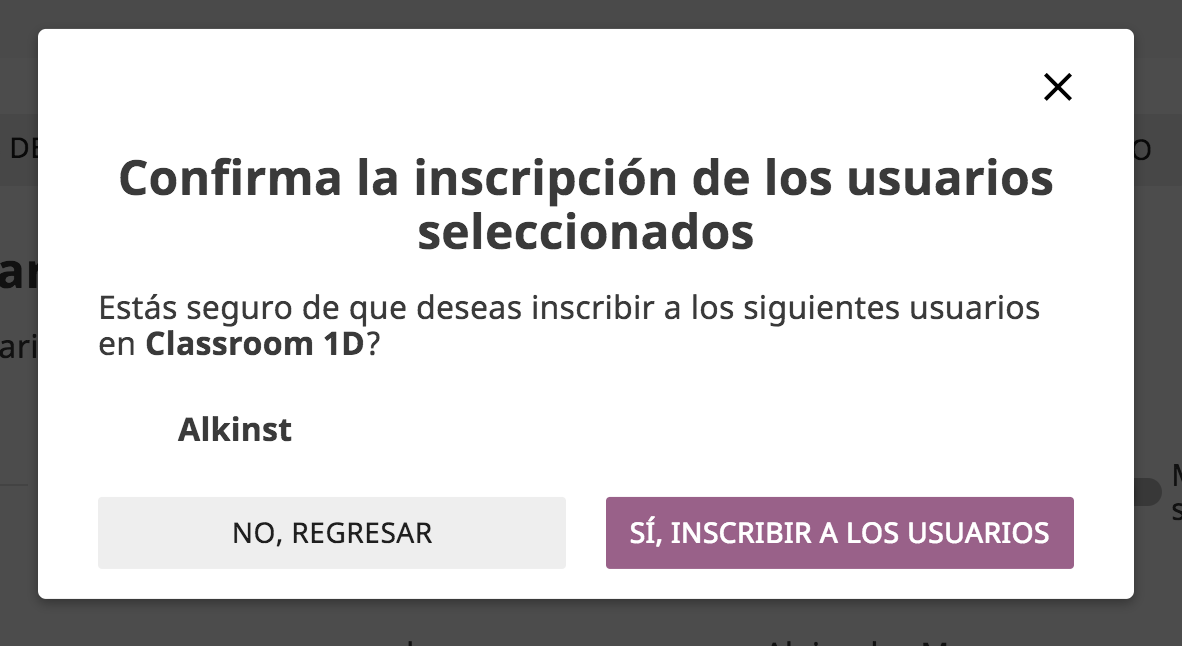 Confirma la inscripción de los usuarios
seleccionados
Estás seguro de que deseas inscribir a los siguientes usuarios
en Classroom 1D?
Alkinst
NO, REGRESAR
SÍ, INSCRIBIR A LOS USUARIOS